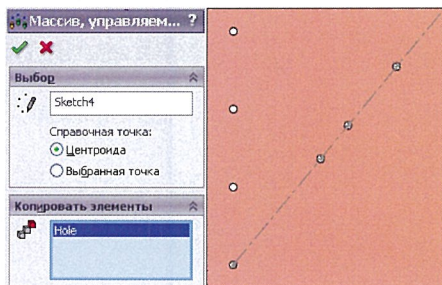 Массив, управляем... ?
Выбор
Sketch4
Справочная точка:
Центроида
Выбранная точка
Копировать элементы
Hole